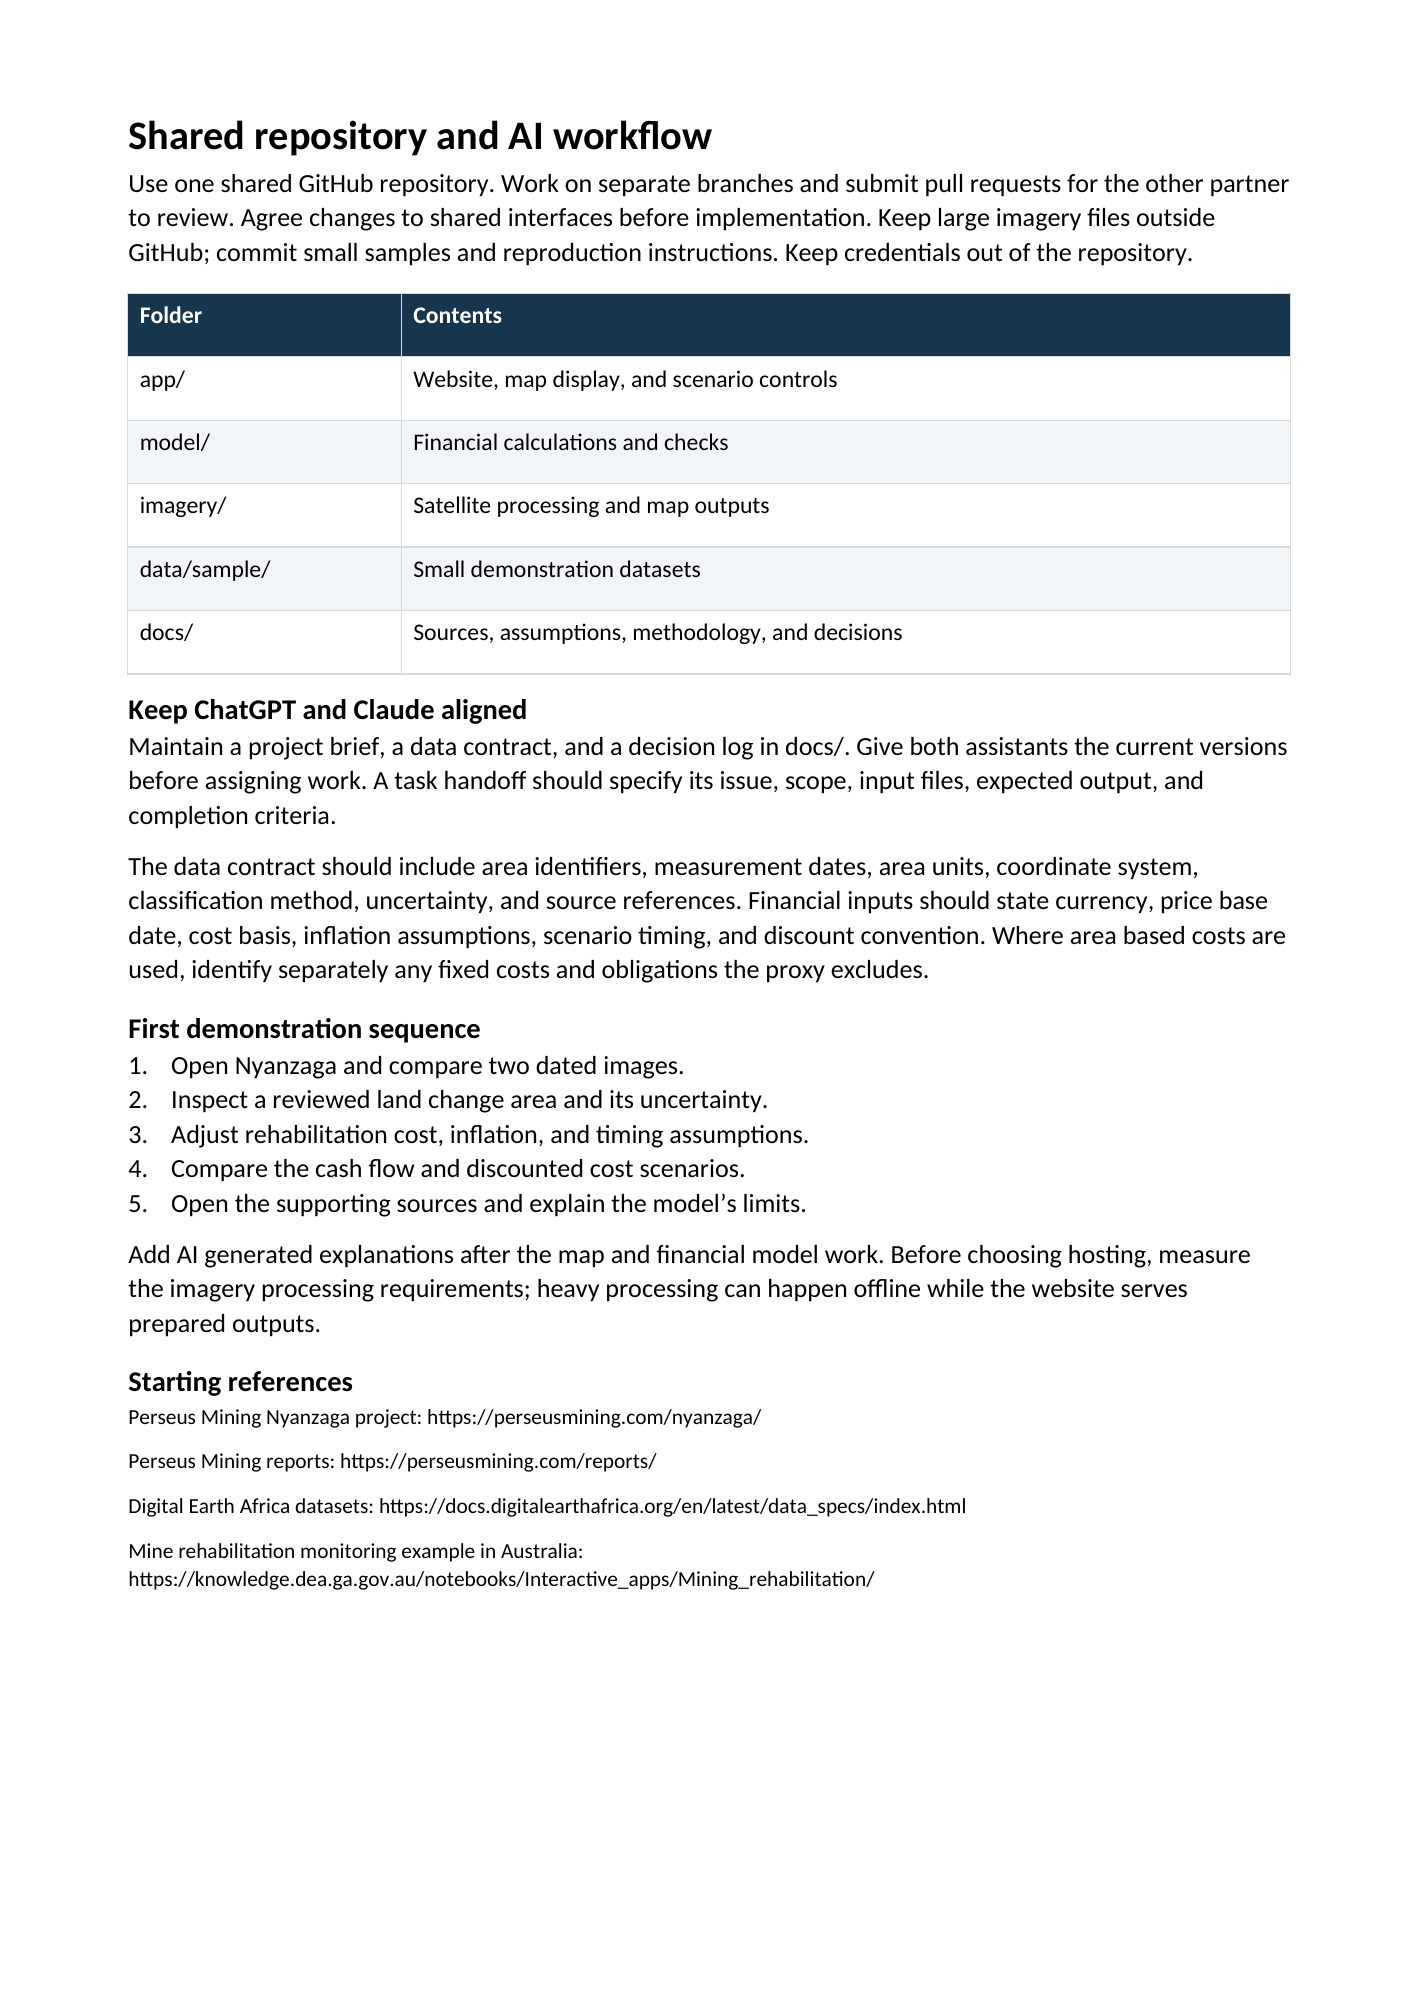 Shared repository and AI workflow
Use one shared GitHub repository. Work on separate branches and submit pull requests for the other partner
to review. Agree changes to shared interfaces before implementation. Keep large imagery files outside
GitHub; commit small samples and reproduction instructions. Keep credentials out of the repository.
Folder Contents
app/ Website, map display, and scenario controls
model/ Financial calculations and checks
imagery/ Satellite processing and map outputs
data/sample/ Small demonstration datasets
docs/ Sources, assumptions, methodology, and decisions
Keep ChatGPT and Claude aligned
Maintain a project brief, a data contract, and a decision log in docs/. Give both assistants the current versions
before assigning work. A task handoff should specify its issue, scope, input files, expected output, and
completion criteria.
The data contract should include area identifiers, measurement dates, area units, coordinate system,
classification method, uncertainty, and source references. Financial inputs should state currency, price base
date, cost basis, inflation assumptions, scenario timing, and discount convention. Where area based costs are
used, identify separately any fixed costs and obligations the proxy excludes.
First demonstration sequence
1. Open Nyanzaga and compare two dated images.
2. Inspect a reviewed land change area and its uncertainty.
3. Adjust rehabilitation cost, inflation, and timing assumptions.
4. Compare the cash flow and discounted cost scenarios.
5. Open the supporting sources and explain the model’s limits.
Add AI generated explanations after the map and financial model work. Before choosing hosting, measure
the imagery processing requirements; heavy processing can happen offline while the website serves
prepared outputs.
Starting references
Perseus Mining Nyanzaga project: https://perseusmining.com/nyanzaga/
Perseus Mining reports: https://perseusmining.com/reports/
Digital Earth Africa datasets: https://docs.digitalearthafrica.org/en/latest/data_specs/index.html
Mine rehabilitation monitoring example in Australia:
https://knowledge.dea.ga.gov.au/notebooks/Interactive_apps/Mining_rehabilitation/